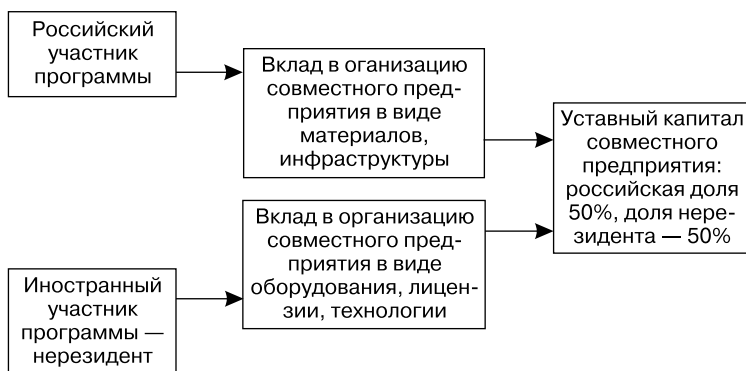 Российский
участник
программы
Вклад в оганизацию
совместного пред-
приятия в виде
материалов,
инфраструктуры
Уставный капитал
совместного
предприятия:
российская доля
50%, доля нере-
зидента — 50%
Вклад в организацию
совместного пред-
приятия в виде
оборудования, лицен-
зии, технологии
Иностранный
участник
программы —
нерезидент